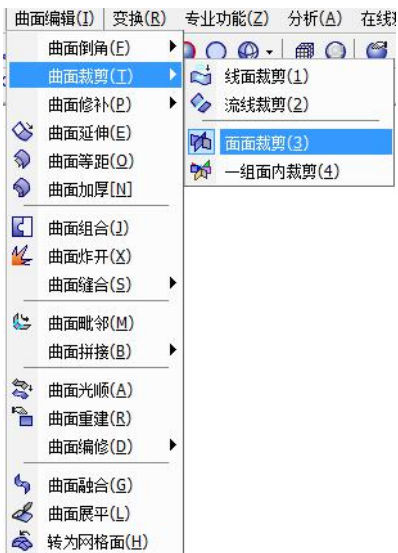 曲面编辑(I) 变换(R) 专业功能(Z) 分析(A) 在线
曲面倒角(F)
曲面裁剪(T)
曲面修补(P)
曲面延伸(E)
曲面等距(O)
曲面加厚[N]
曲面组合(J)
曲面炸开(X)
曲面缝合(S)
曲面毗邻(M)
曲面拼接(B)
曲面光顺(A)
曲面重建(R)
曲面编修(D)
曲面融合(G)
曲面展平(L)
转为网格面(H)
线面裁剪(1)
流线裁剪(2)
面面裁剪(3)
一组面内裁剪(4)